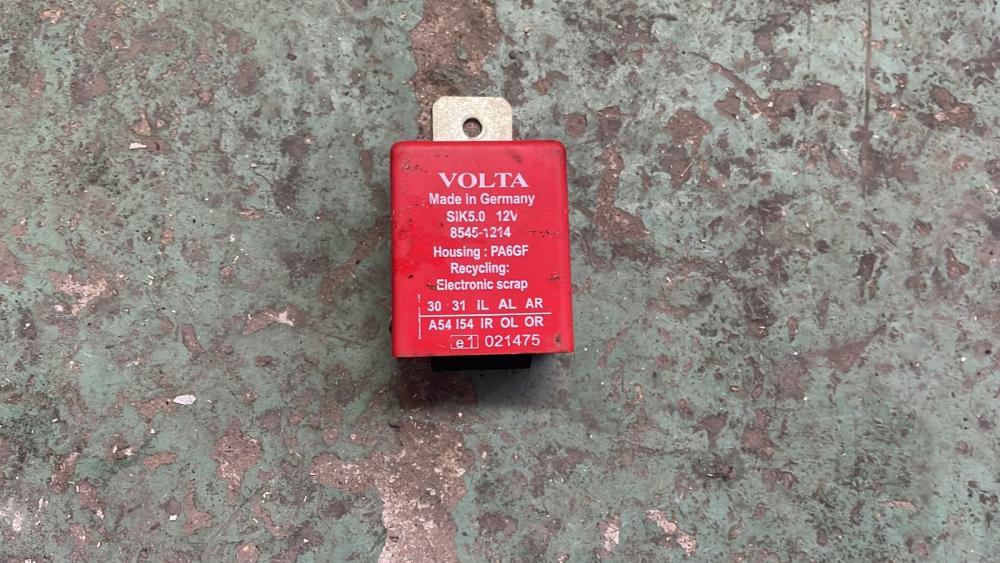 VOLTA
Made in Germany
SIK5.0 12V
8545-1214
Housing : PA6GF
Recycling:
Electronic scrap
30 31 IL AL AR
A54 I54 IR OL OR
e1 021475